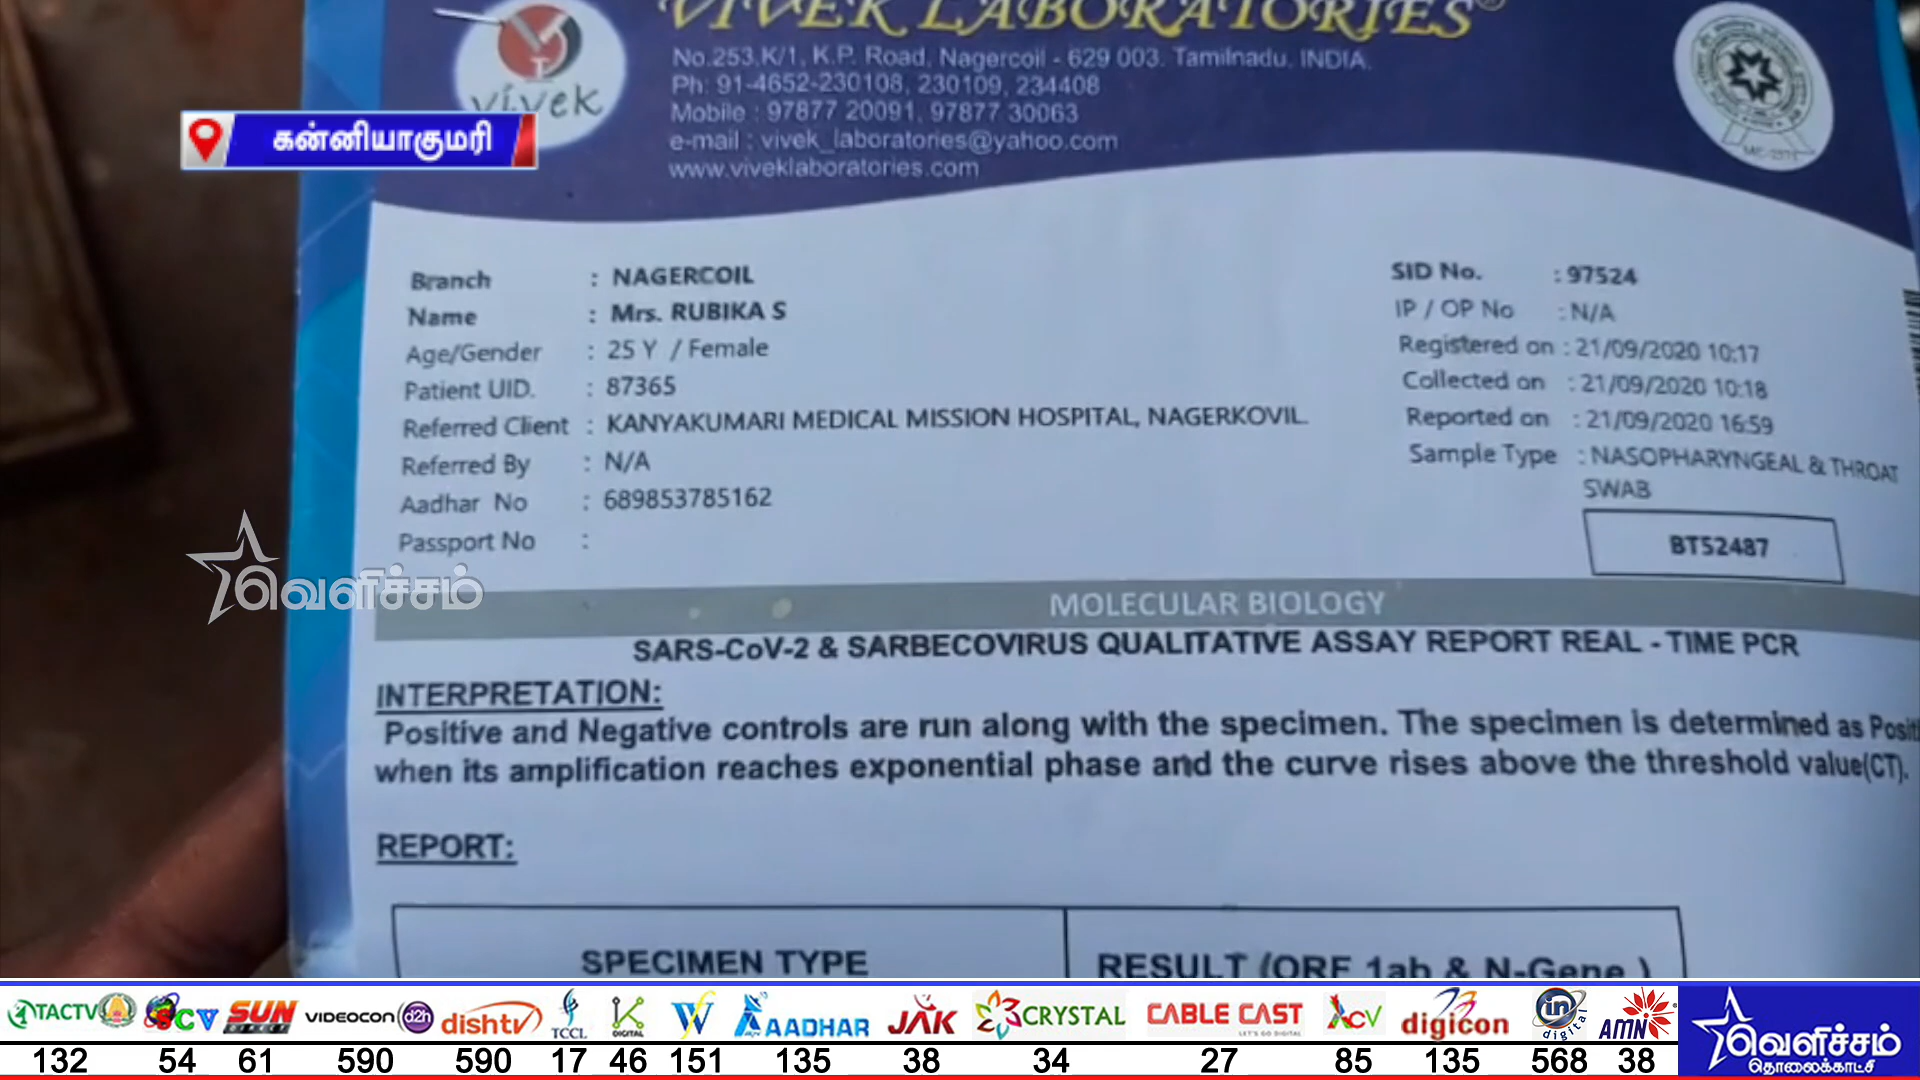 VIVEK LABORATORIES®
No.253,K/1, K.P. Road, Nagercoil - 629 003. Tamilnadu. INDIA.
Ph: 91-4652-230108, 230109, 234408
Mobile : 97877 20091, 97877 30063
e-mail : vivek_laboratories@yahoo.com
www.viveklaboratories.com
vivek
கன்னியாகுமரி
Branch : NAGERCOIL
Name : Mrs. RUBIKA S
Age/Gender : 25 Y / Female
Patient UID. : 87365
Referred Client : KANYAKUMARI MEDICAL MISSION HOSPITAL, NAGERKOVIL.
Referred By : N/A
Aadhar No : 689853785162
Passport No :
SID No. : 97524
IP / OP No : N/A
Registered on : 21/09/2020 10:17
Collected on : 21/09/2020 10:18
Reported on : 21/09/2020 16:59
Sample Type : NASOPHARYNGEAL & THROAT
SWAB
BT52487
வெளிச்சம்
MOLECULAR BIOLOGY
SARS-CoV-2 & SARBECOVIRUS QUALITATIVE ASSAY REPORT REAL - TIME PCR
INTERPRETATION:
Positive and Negative controls are run along with the specimen. The specimen is determined as Positi
when its amplification reaches exponential phase and the curve rises above the threshold value(CT).
REPORT:
SPECIMEN TYPE RESULT (ORF 1ab & N-Gene )
TACTV SCV SUN DIRECT VIDEOCON d2h dishtv TCCL K DIGITAL W AADHAR JAK CRYSTAL CABLE CAST ACV digicon in digital AMN
132 54 61 590 590 17 46 151 135 38 34 27 85 135 568 38
வெளிச்சம்
தொலைக்காட்சி